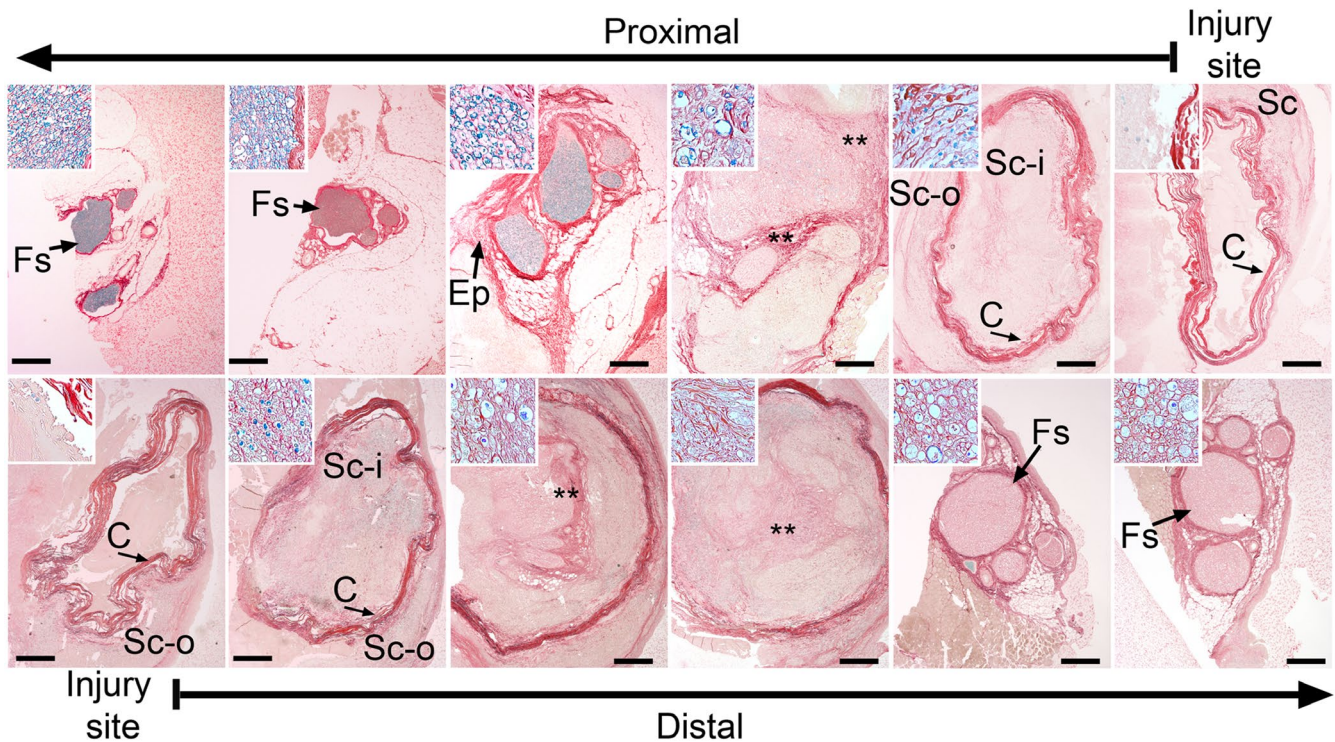 Proximal
Injury
site
Fs
Fs
Ep
**
**
Sc-o
Sc-i
C
Sc
C
C
Sc-o
Sc-i
C
Sc-o
**
**
Fs
Fs
Injury
site
Distal